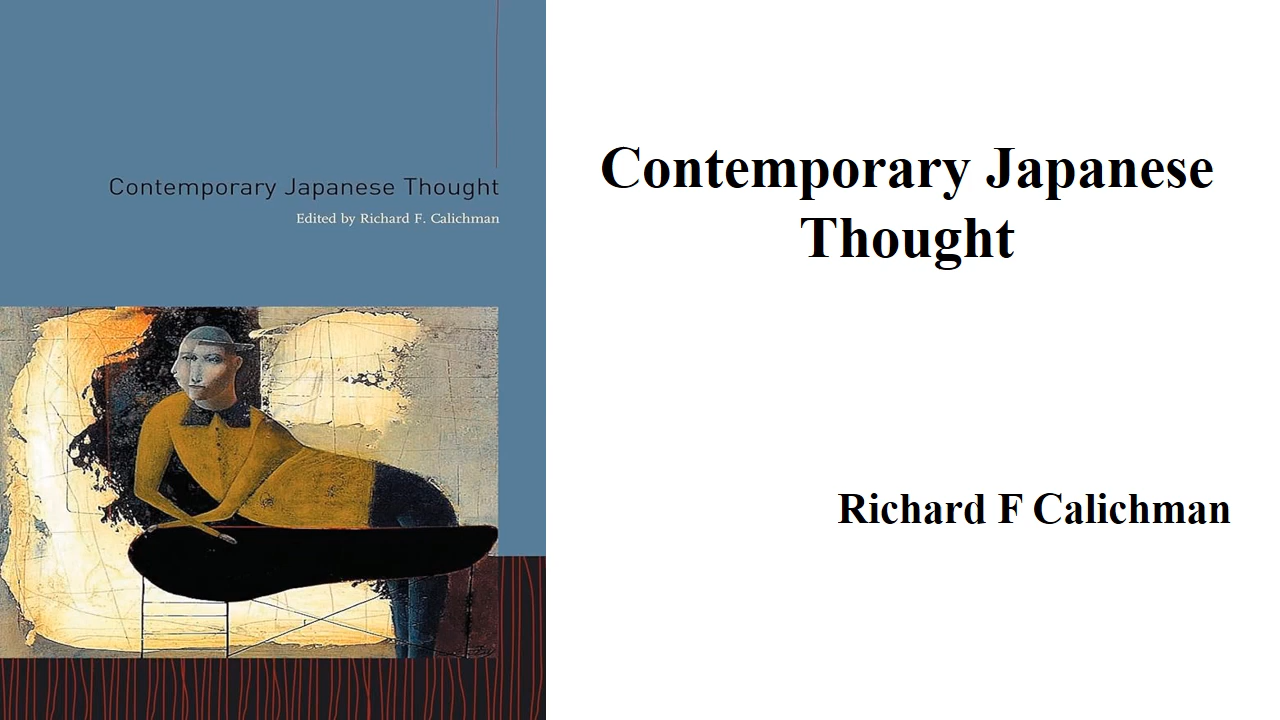 Contemporary Japanese Thought
Edited by Richard F. Calichman
Contemporary Japanese
Thought
Richard F Calichman